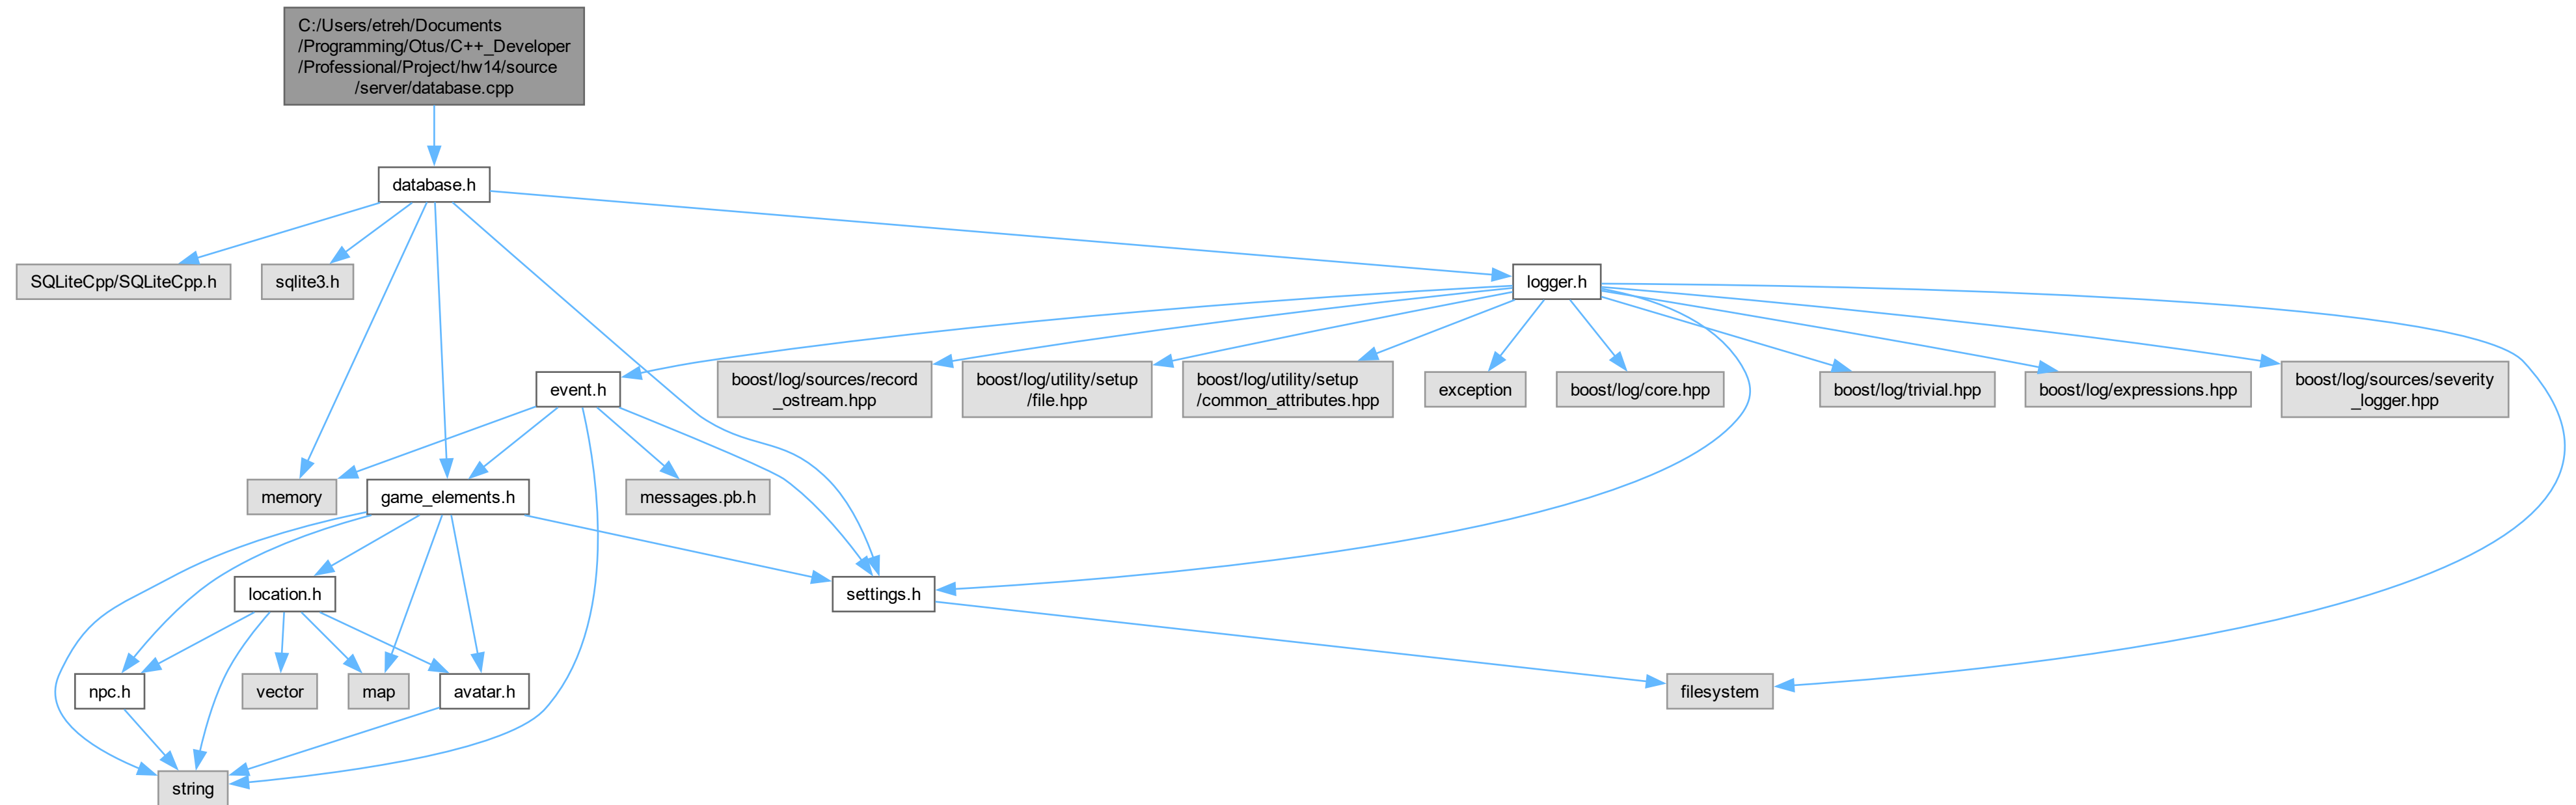 C:/Users/etreh/Documents
/Programming/Otus/C++_Developer
/Professional/Project/hw14/source
/server/database.cpp
database.h
SQLiteCpp/SQLiteCpp.h
sqlite3.h
logger.h
event.h
boost/log/sources/record
_ostream.hpp
boost/log/utility/setup
/file.hpp
boost/log/utility/setup
/common_attributes.hpp
exception
boost/log/core.hpp
boost/log/trivial.hpp
boost/log/expressions.hpp
boost/log/sources/severity
_logger.hpp
memory
game_elements.h
messages.pb.h
location.h
settings.h
npc.h
vector
map
avatar.h
filesystem
string